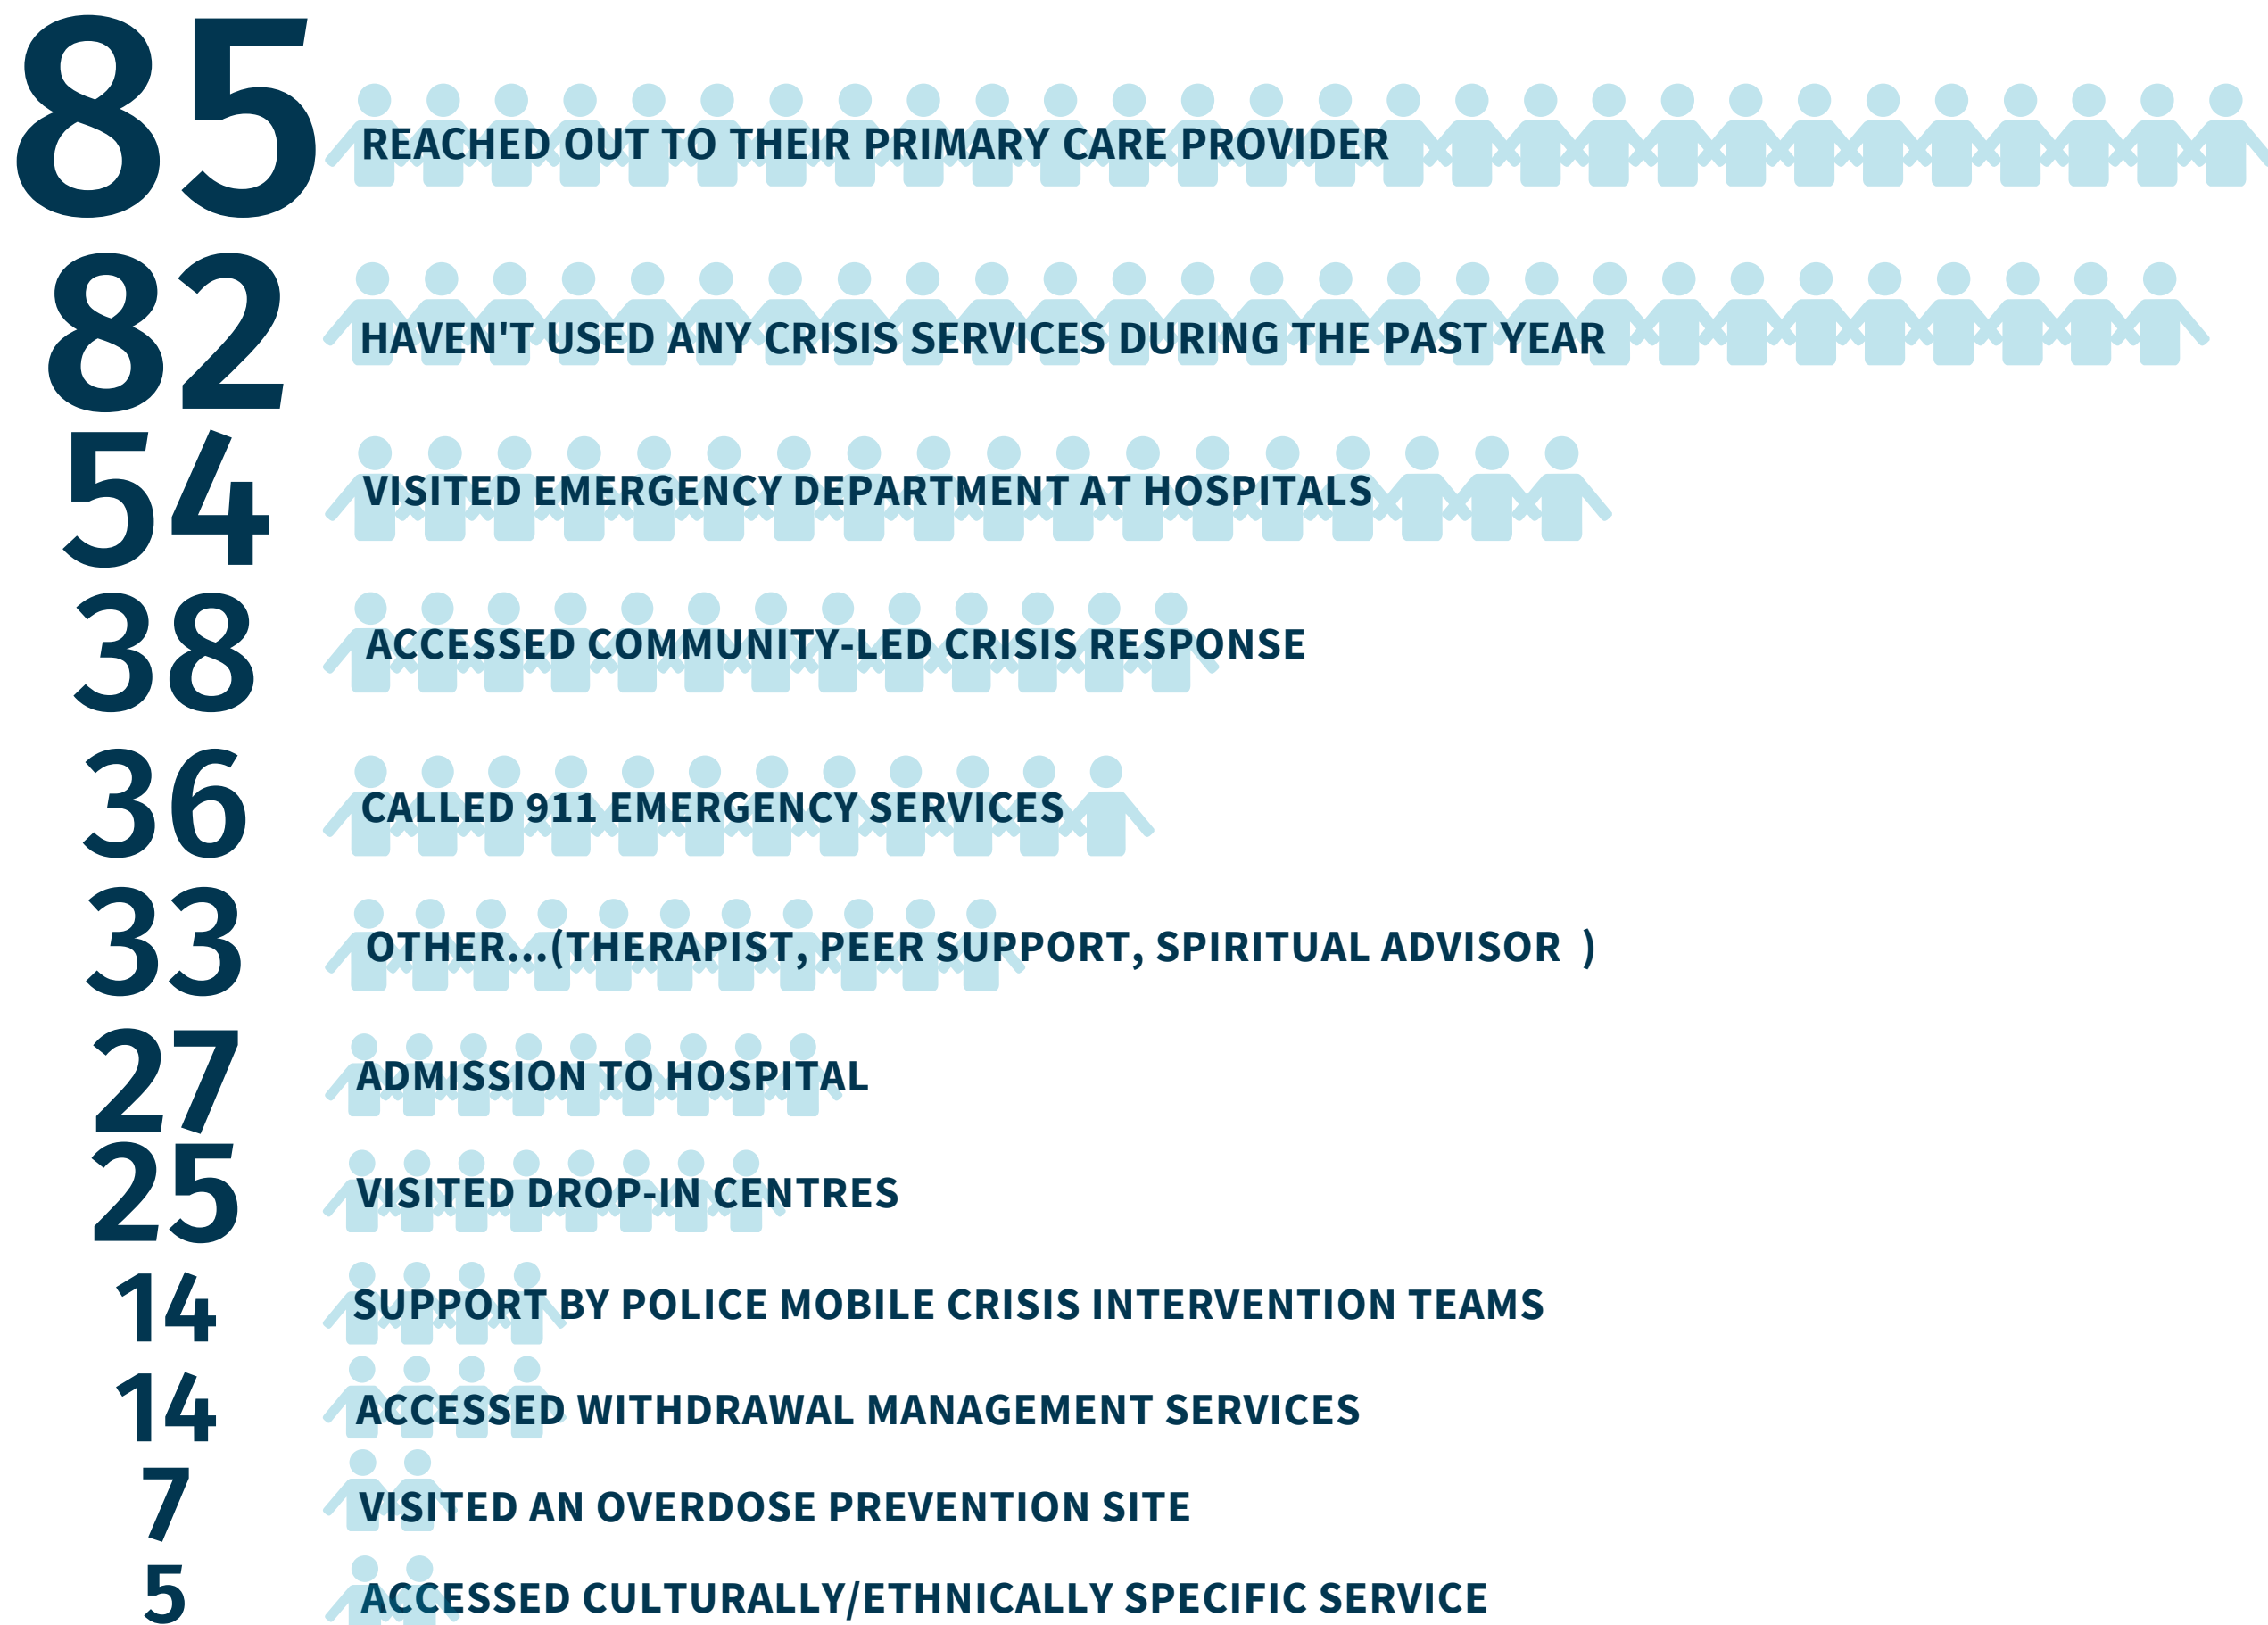 85 REACHED OUT TO THEIR PRIMARY CARE PROVIDER
82 HAVEN'T USED ANY CRISIS SERVICES DURING THE PAST YEAR
54 VISITED EMERGENCY DEPARTMENT AT HOSPITALS
38 ACCESSED COMMUNITY-LED CRISIS RESPONSE
36 CALLED 911 EMERGENCY SERVICES
33 OTHER...(THERAPIST, PEER SUPPORT, SPIRITUAL ADVISOR )
27 ADMISSION TO HOSPITAL
25 VISITED DROP-IN CENTRES
14 SUPPORT BY POLICE MOBILE CRISIS INTERVENTION TEAMS
14 ACCESSED WITHDRAWAL MANAGEMENT SERVICES
7 VISITED AN OVERDOSE PREVENTION SITE
5 ACCESSED CULTURALLY/ETHNICALLY SPECIFIC SERVICE